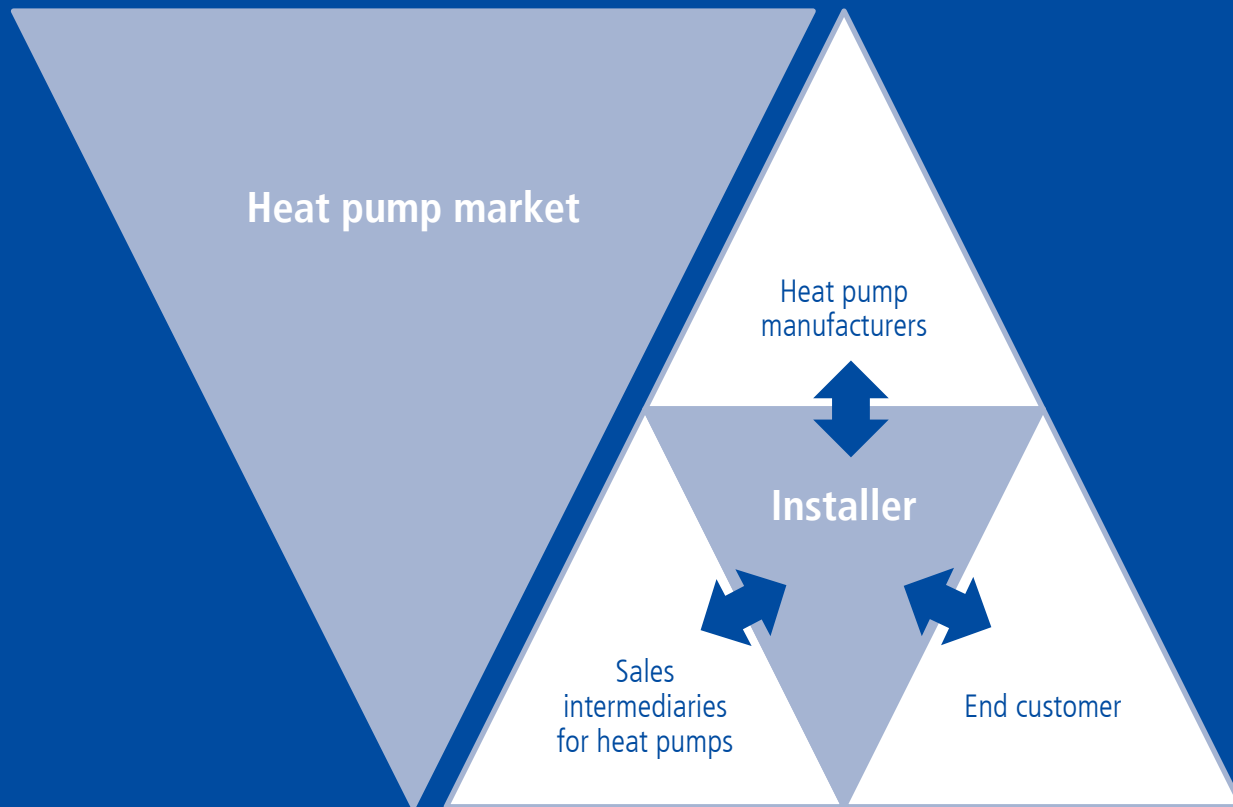 Heat pump market
Heat pump
manufacturers
Installer
Sales
intermediaries
for heat pumps
End customer